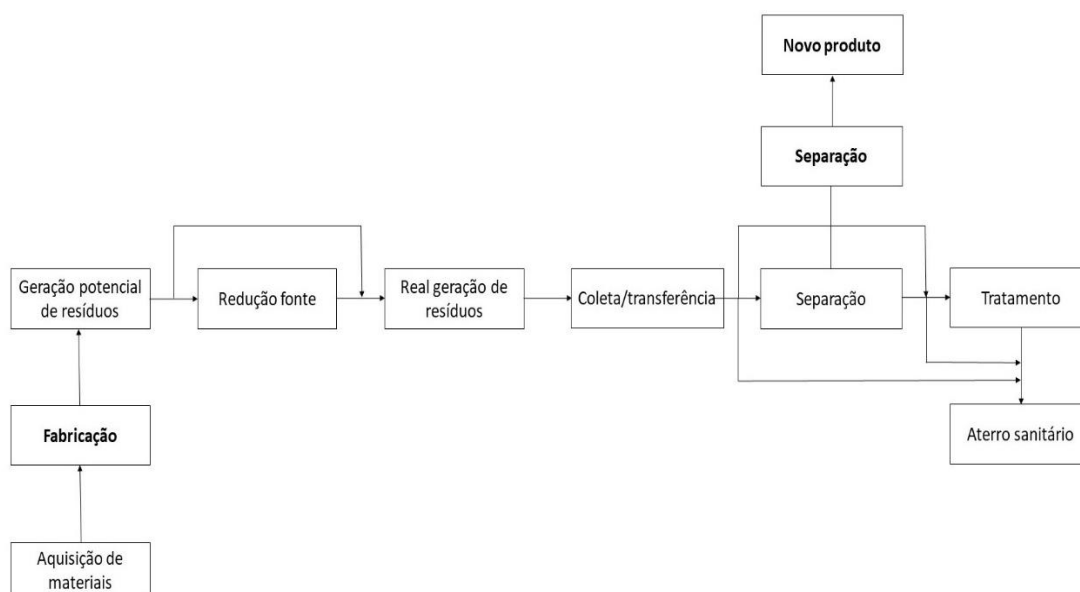 Novo produto
Separação
Geração potencial
de resíduos
Redução fonte
Real geração de
resíduos
Coleta/transferência
Separação
Tratamento
Fabricação
Aterro sanitário
Aquisição de
materiais